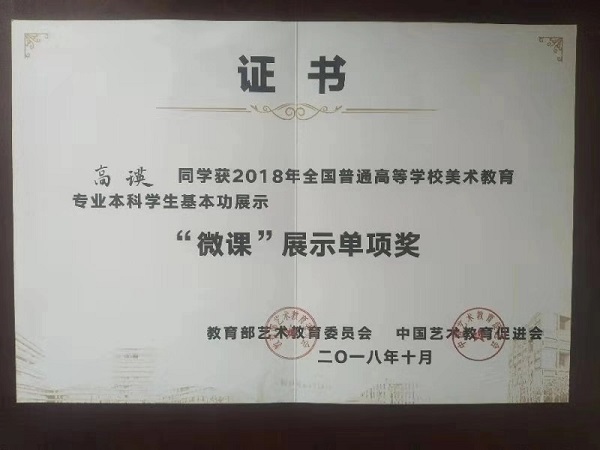 证书
高瑛 同学获2018年全国普通高等学校美术教育
专业本科学生基本功展示
“微课”展示单项奖
教育部艺术教育委员会 中国艺术教育促进会
二〇一八年十月